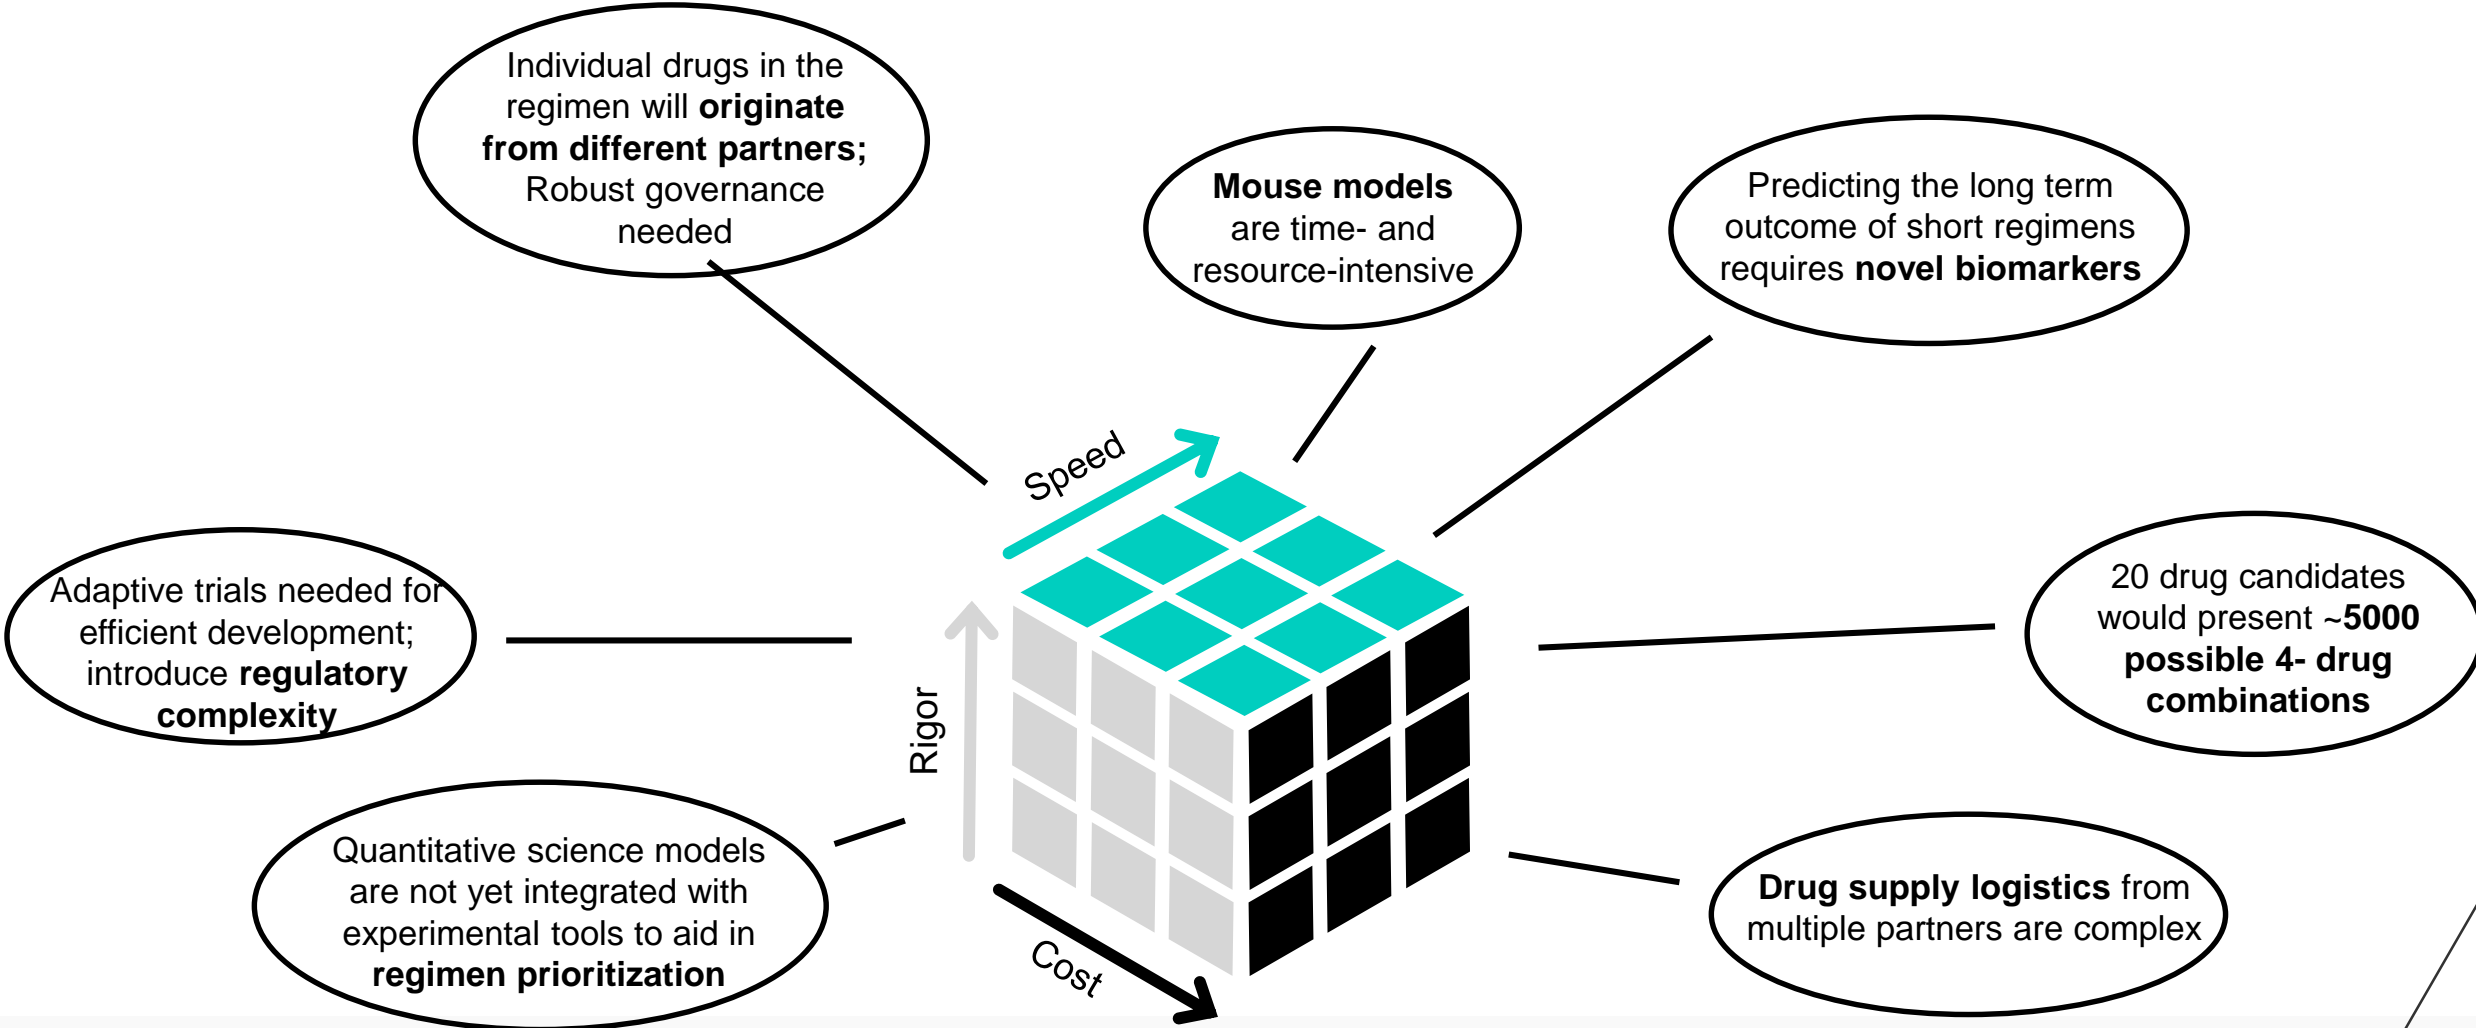 Individual drugs in the
regimen will originate
from different partners;
Robust governance
needed
Mouse models
are time- and
resource-intensive
Predicting the long term
outcome of short regimens
requires novel biomarkers
Speed
Adaptive trials needed for
efficient development;
introduce regulatory
complexity
20 drug candidates
would present ~5000
possible 4- drug
combinations
Rigor
Quantitative science models
are not yet integrated with
experimental tools to aid in
regimen prioritization
Cost
Drug supply logistics from
multiple partners are complex